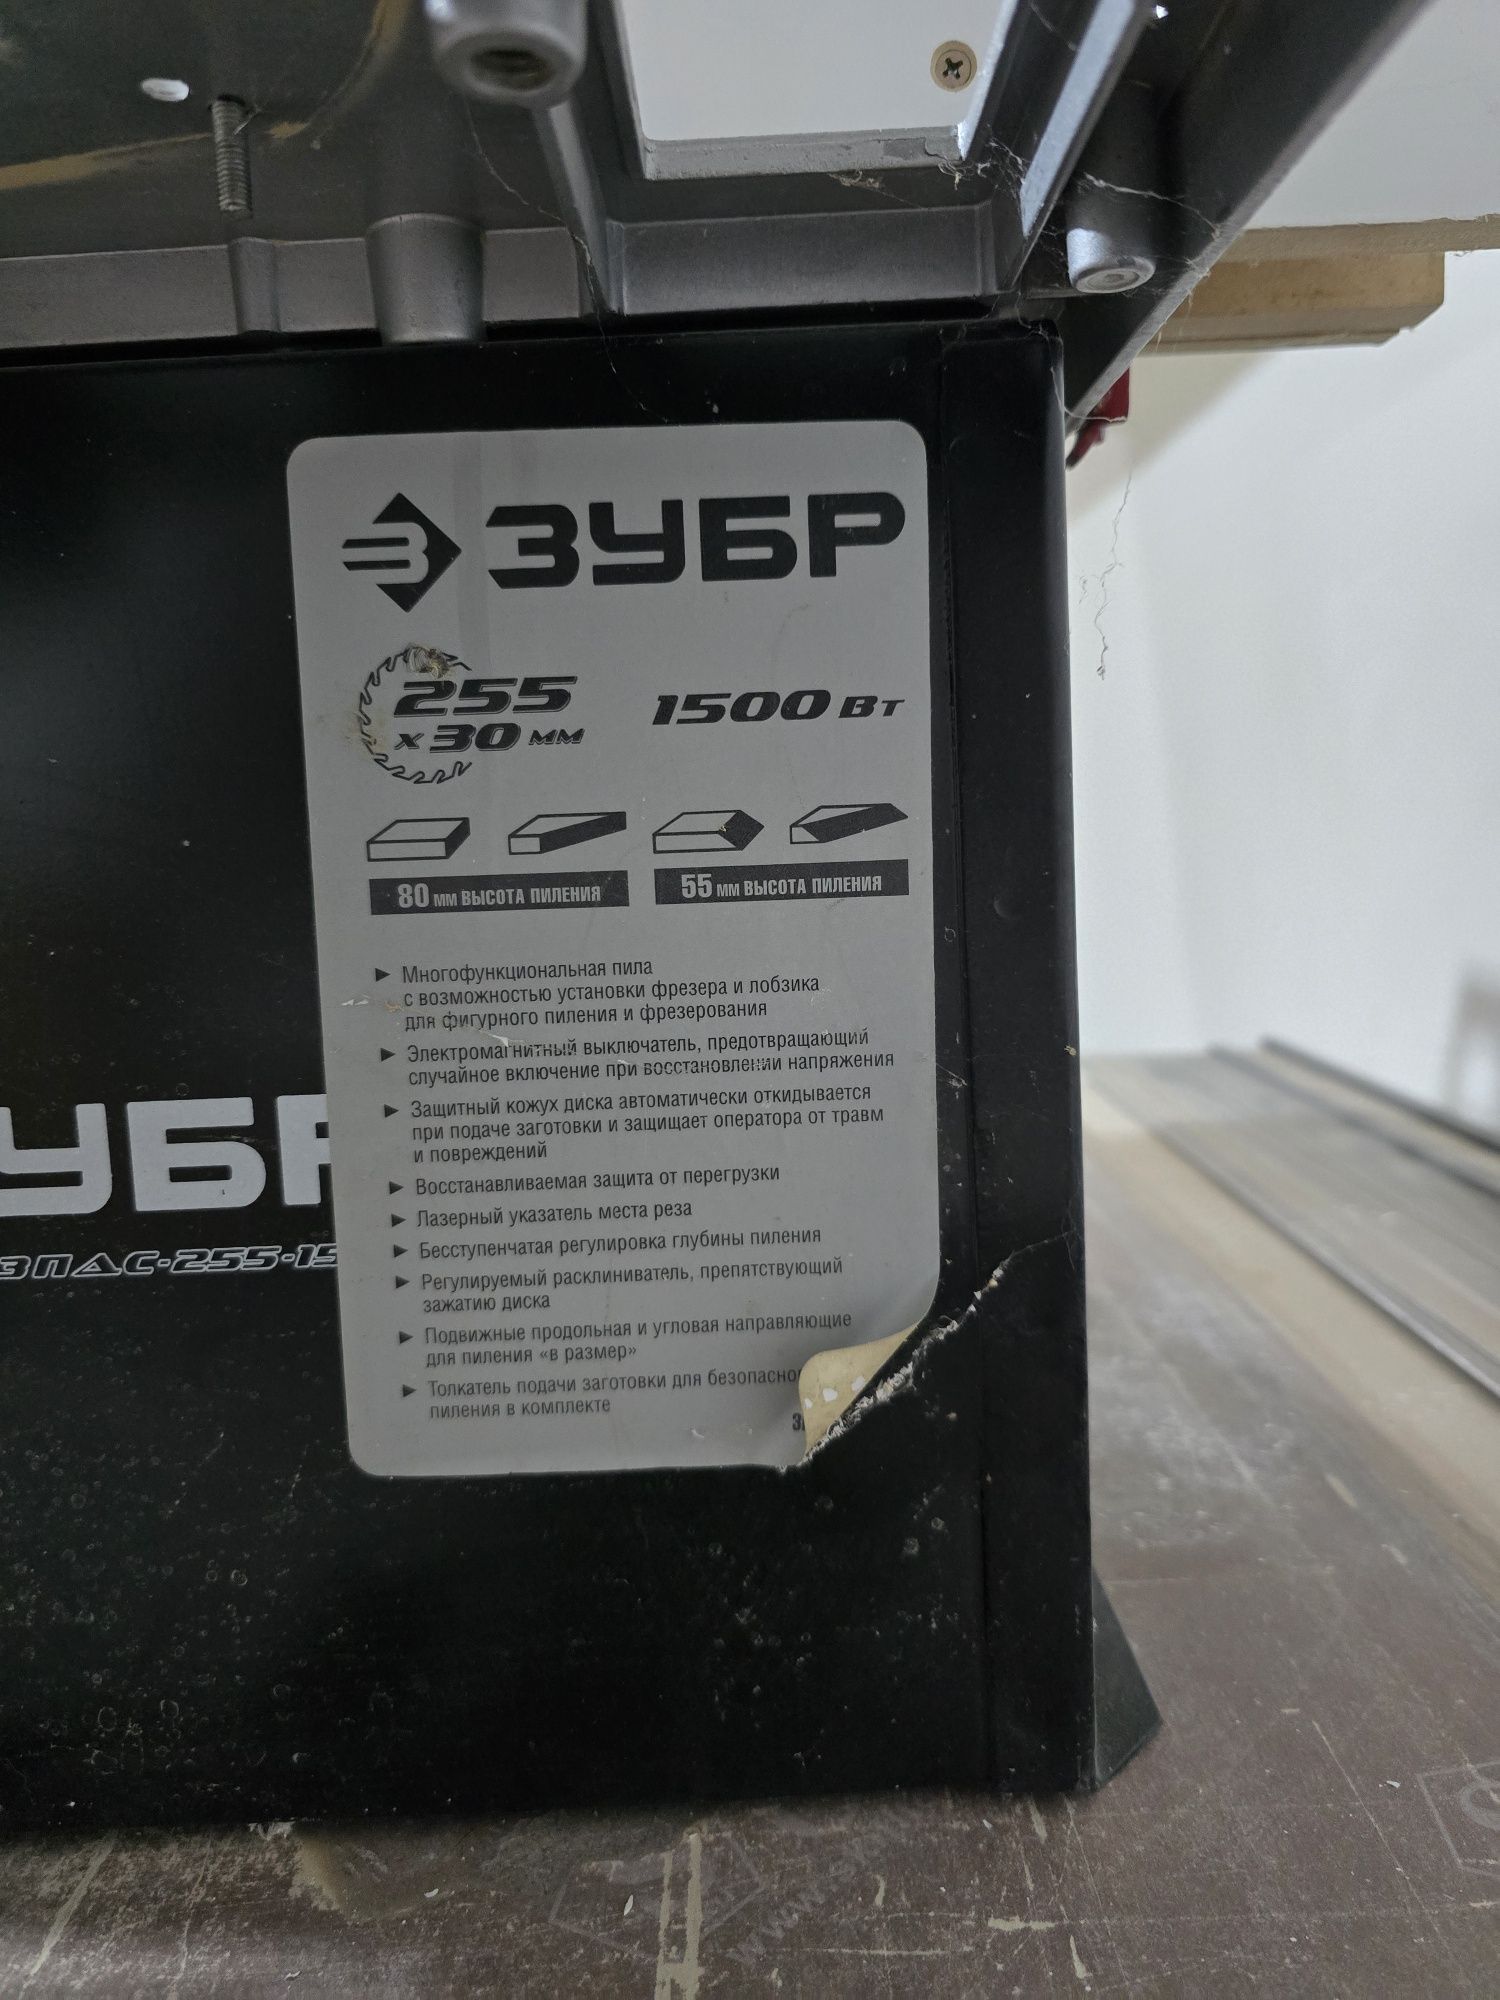 ЗУБР
255
x 30 мм
1500 Вт
80 мм ВЫСОТА ПИЛЕНИЯ
55 мм ВЫСОТА ПИЛЕНИЯ
► Многофункциональная пила
с возможностью установки фрезера и лобзика
для фигурного пиления и фрезерования
► Электромагнитный выключатель, предотвращающий
случайное включение при восстановлении напряжения
► Защитный кожух диска автоматически откидывается
при подаче заготовки и защищает оператора от травм
и повреждений
► Восстанавливаемая защита от перегрузки
► Лазерный указатель места реза
► Бесступенчатая регулировка глубины пиления
► Регулируемый расклиниватель, препятствующий
зажатию диска
► Подвижные продольная и угловая направляющие
для пиления «в размер»
► Толкатель подачи заготовки для безопасно
пиления в комплекте
УБР
ЗПДС-255-15